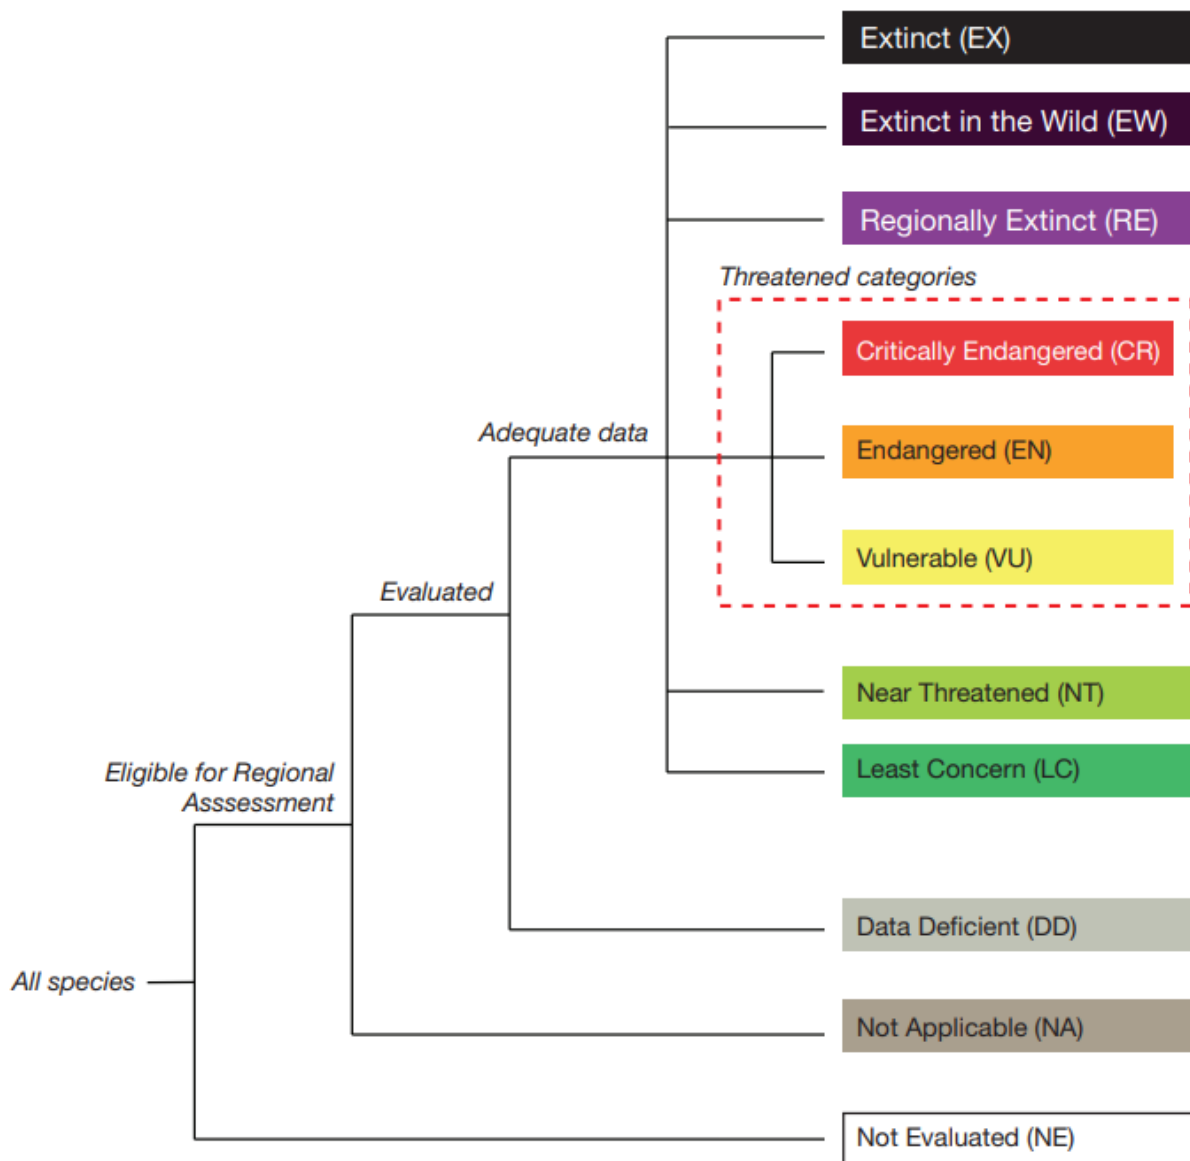 Extinct (EX)
Extinct in the Wild (EW)
Regionally Extinct (RE)
Threatened categories
Critically Endangered (CR)
Adequate data
Endangered (EN)
Vulnerable (VU)
Evaluated
Near Threatened (NT)
Eligible for Regional
Asssessment
Least Concern (LC)
Data Deficient (DD)
All species
Not Applicable (NA)
Not Evaluated (NE)